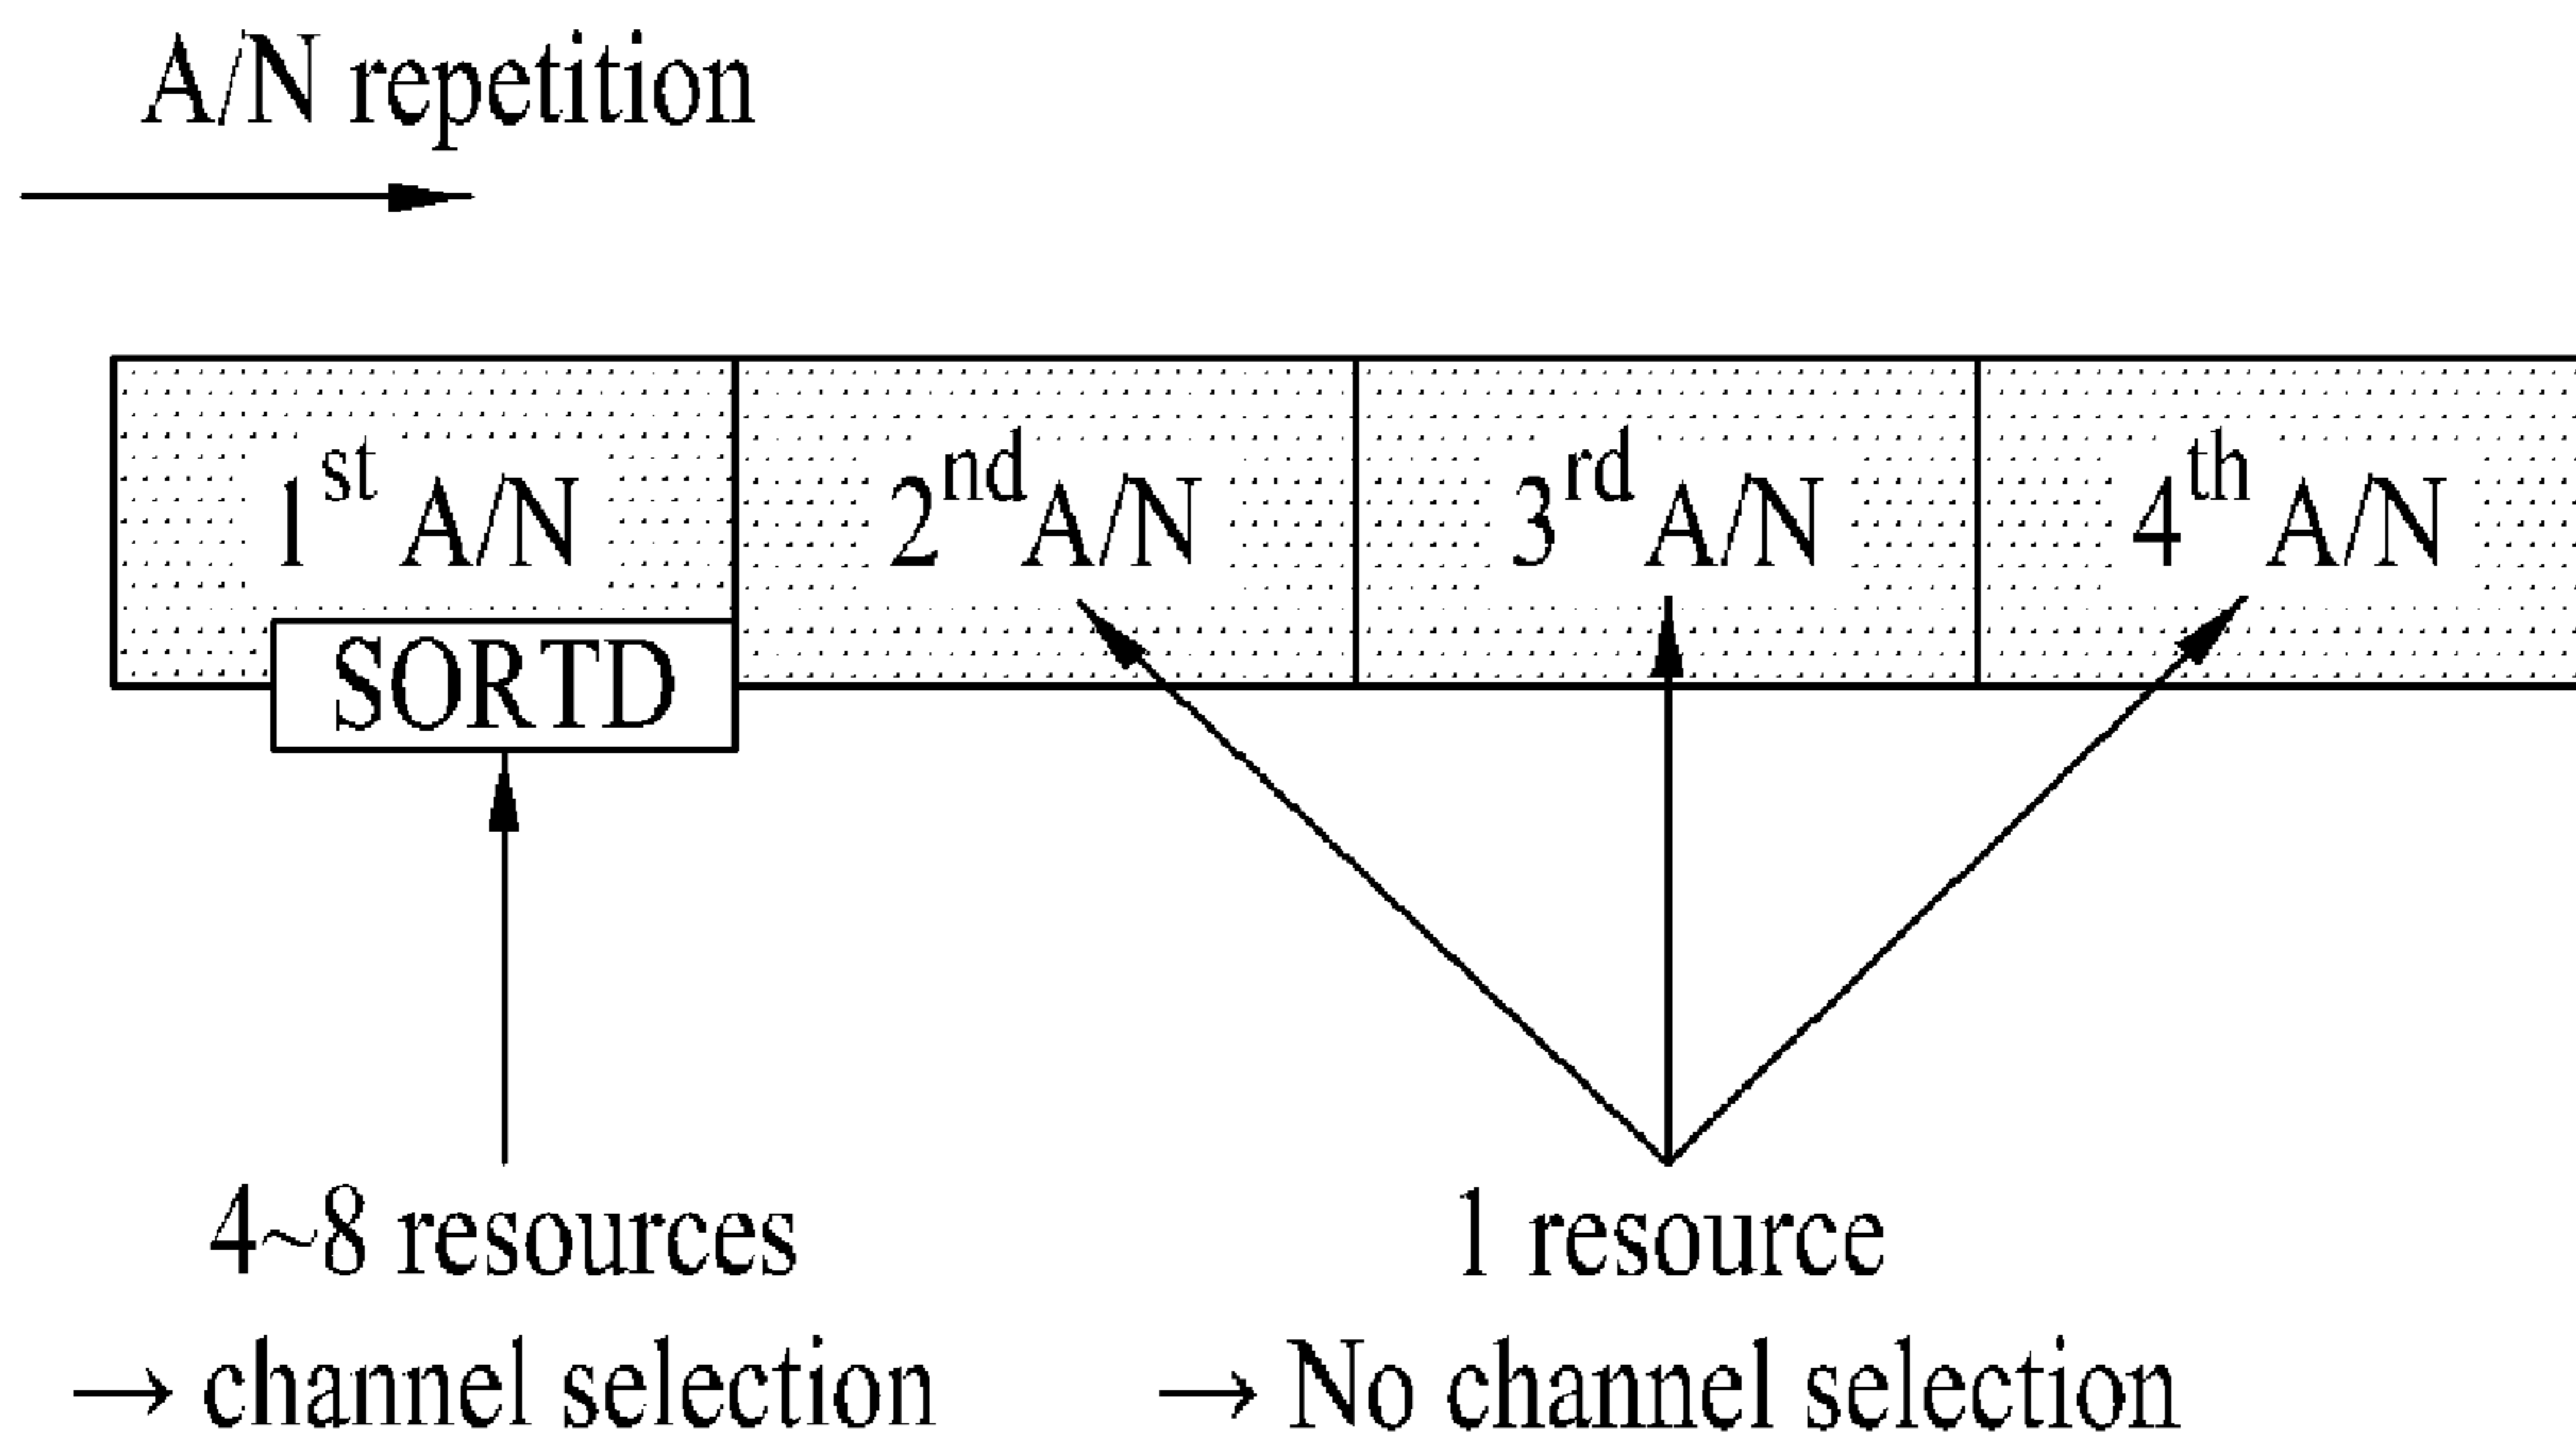 A/N repetition
1st A/N
2nd A/N
3rd A/N
4th A/N
SORTD
4~8 resources
→ channel selection
1 resource
→ No channel selection